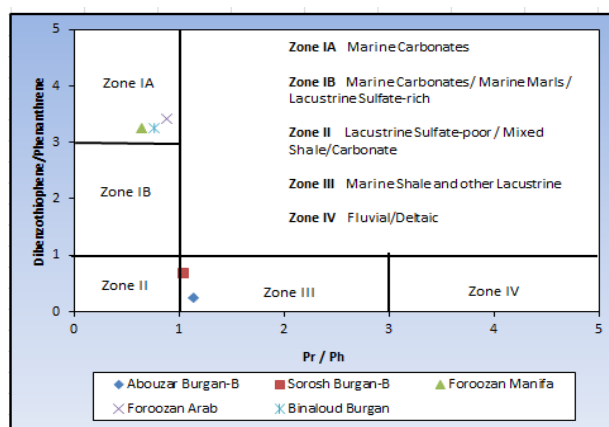 5
Zone IA Marine Carbonates
Zone IA
Zone IB Marine Carbonates/ Marine Marls /
Lacustrine Sulfate-rich
4
Zone II Lacustrine Sulfate-poor / Mixed
Shale/Carbonate
3
Zone III Marine Shale and other Lacustrine
Zone IB
2
Zone IV Fluvial/Deltaic
1
Zone II
Zone III
Zone IV
0
0 1 2 3 4 5
Dibenzothiophene/Phenanthrene
Pr / Ph
Abouzar Burgan-B Sorosh Burgan-B Foroozan Manifa
Foroozan Arab Binaloud Burgan